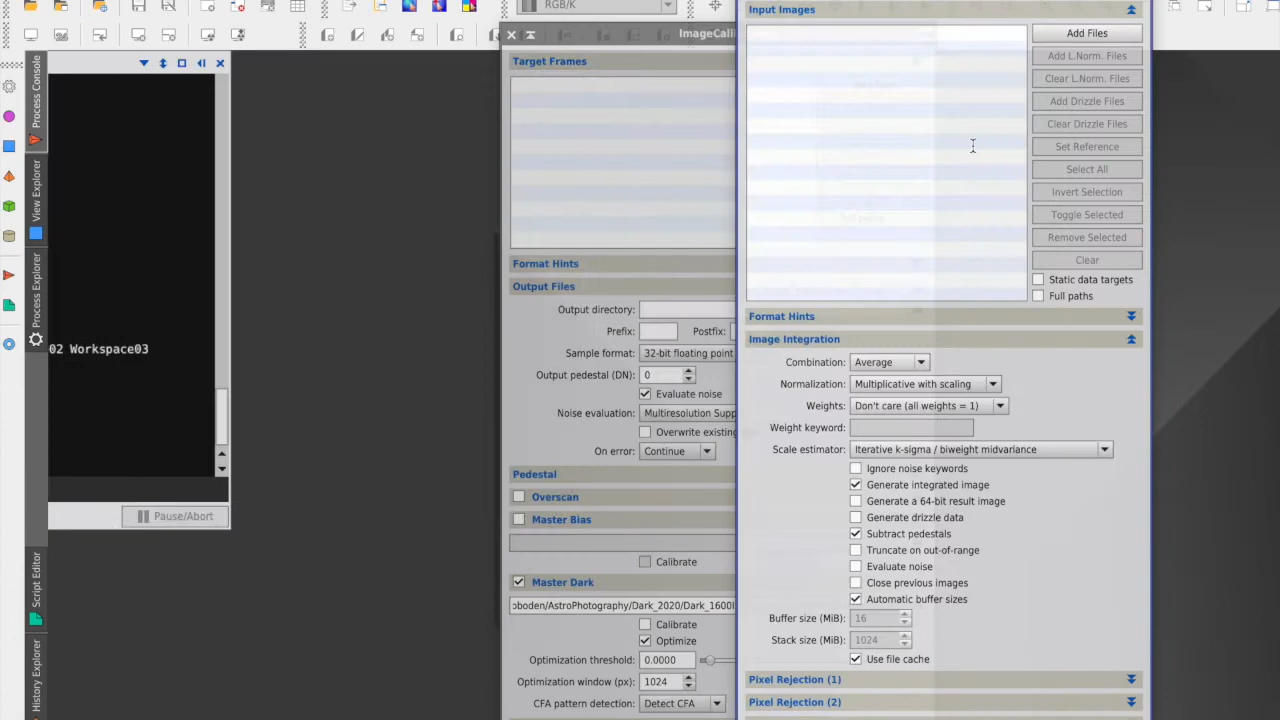 RGB/K
Process Console
View Explorer
Process Explorer
Script Editor
History Explorer
02 Workspace03
Pause/Abort
ImageCali
Target Frames
Format Hints
Output Files
Output directory:
Prefix:
Postfix:
Sample format:
32-bit floating point
Output pedestal (DN):
0
Evaluate noise
Noise evaluation:
Multiresolution Supp
Overwrite existing
On error:
Continue
Pedestal
Overscan
Master Bias
Calibrate
Master Dark
oboden/AstroPhotography/Dark_2020/Dark_1600I
Calibrate
Optimize
Optimization threshold:
0.0000
Optimization window (px):
1024
CFA pattern detection:
Detect CFA
Input Images
Add Files
Add L.Norm. Files
Clear L.Norm. Files
Add Drizzle Files
Clear Drizzle Files
Set Reference
Select All
Invert Selection
Toggle Selected
Remove Selected
Clear
Static data targets
Full paths
Format Hints
Image Integration
Combination:
Average
Normalization:
Multiplicative with scaling
Weights:
Don't care (all weights = 1)
Weight keyword:
Scale estimator:
Iterative k-sigma / biweight midvariance
Ignore noise keywords
Generate integrated image
Generate a 64-bit result image
Generate drizzle data
Subtract pedestals
Truncate on out-of-range
Evaluate noise
Close previous images
Automatic buffer sizes
Buffer size (MiB):
16
Stack size (MiB):
1024
Use file cache
Pixel Rejection (1)
Pixel Rejection (2)